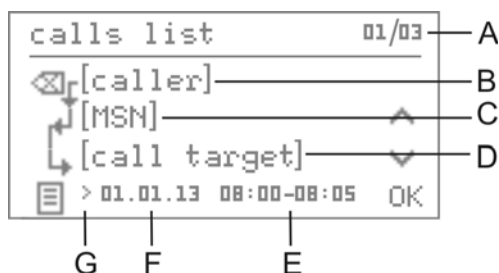 calls list 01/03 A
[caller] B
[MSN] C
[call target] D
> 01.01.13 08:00-08:05 OK
G F E